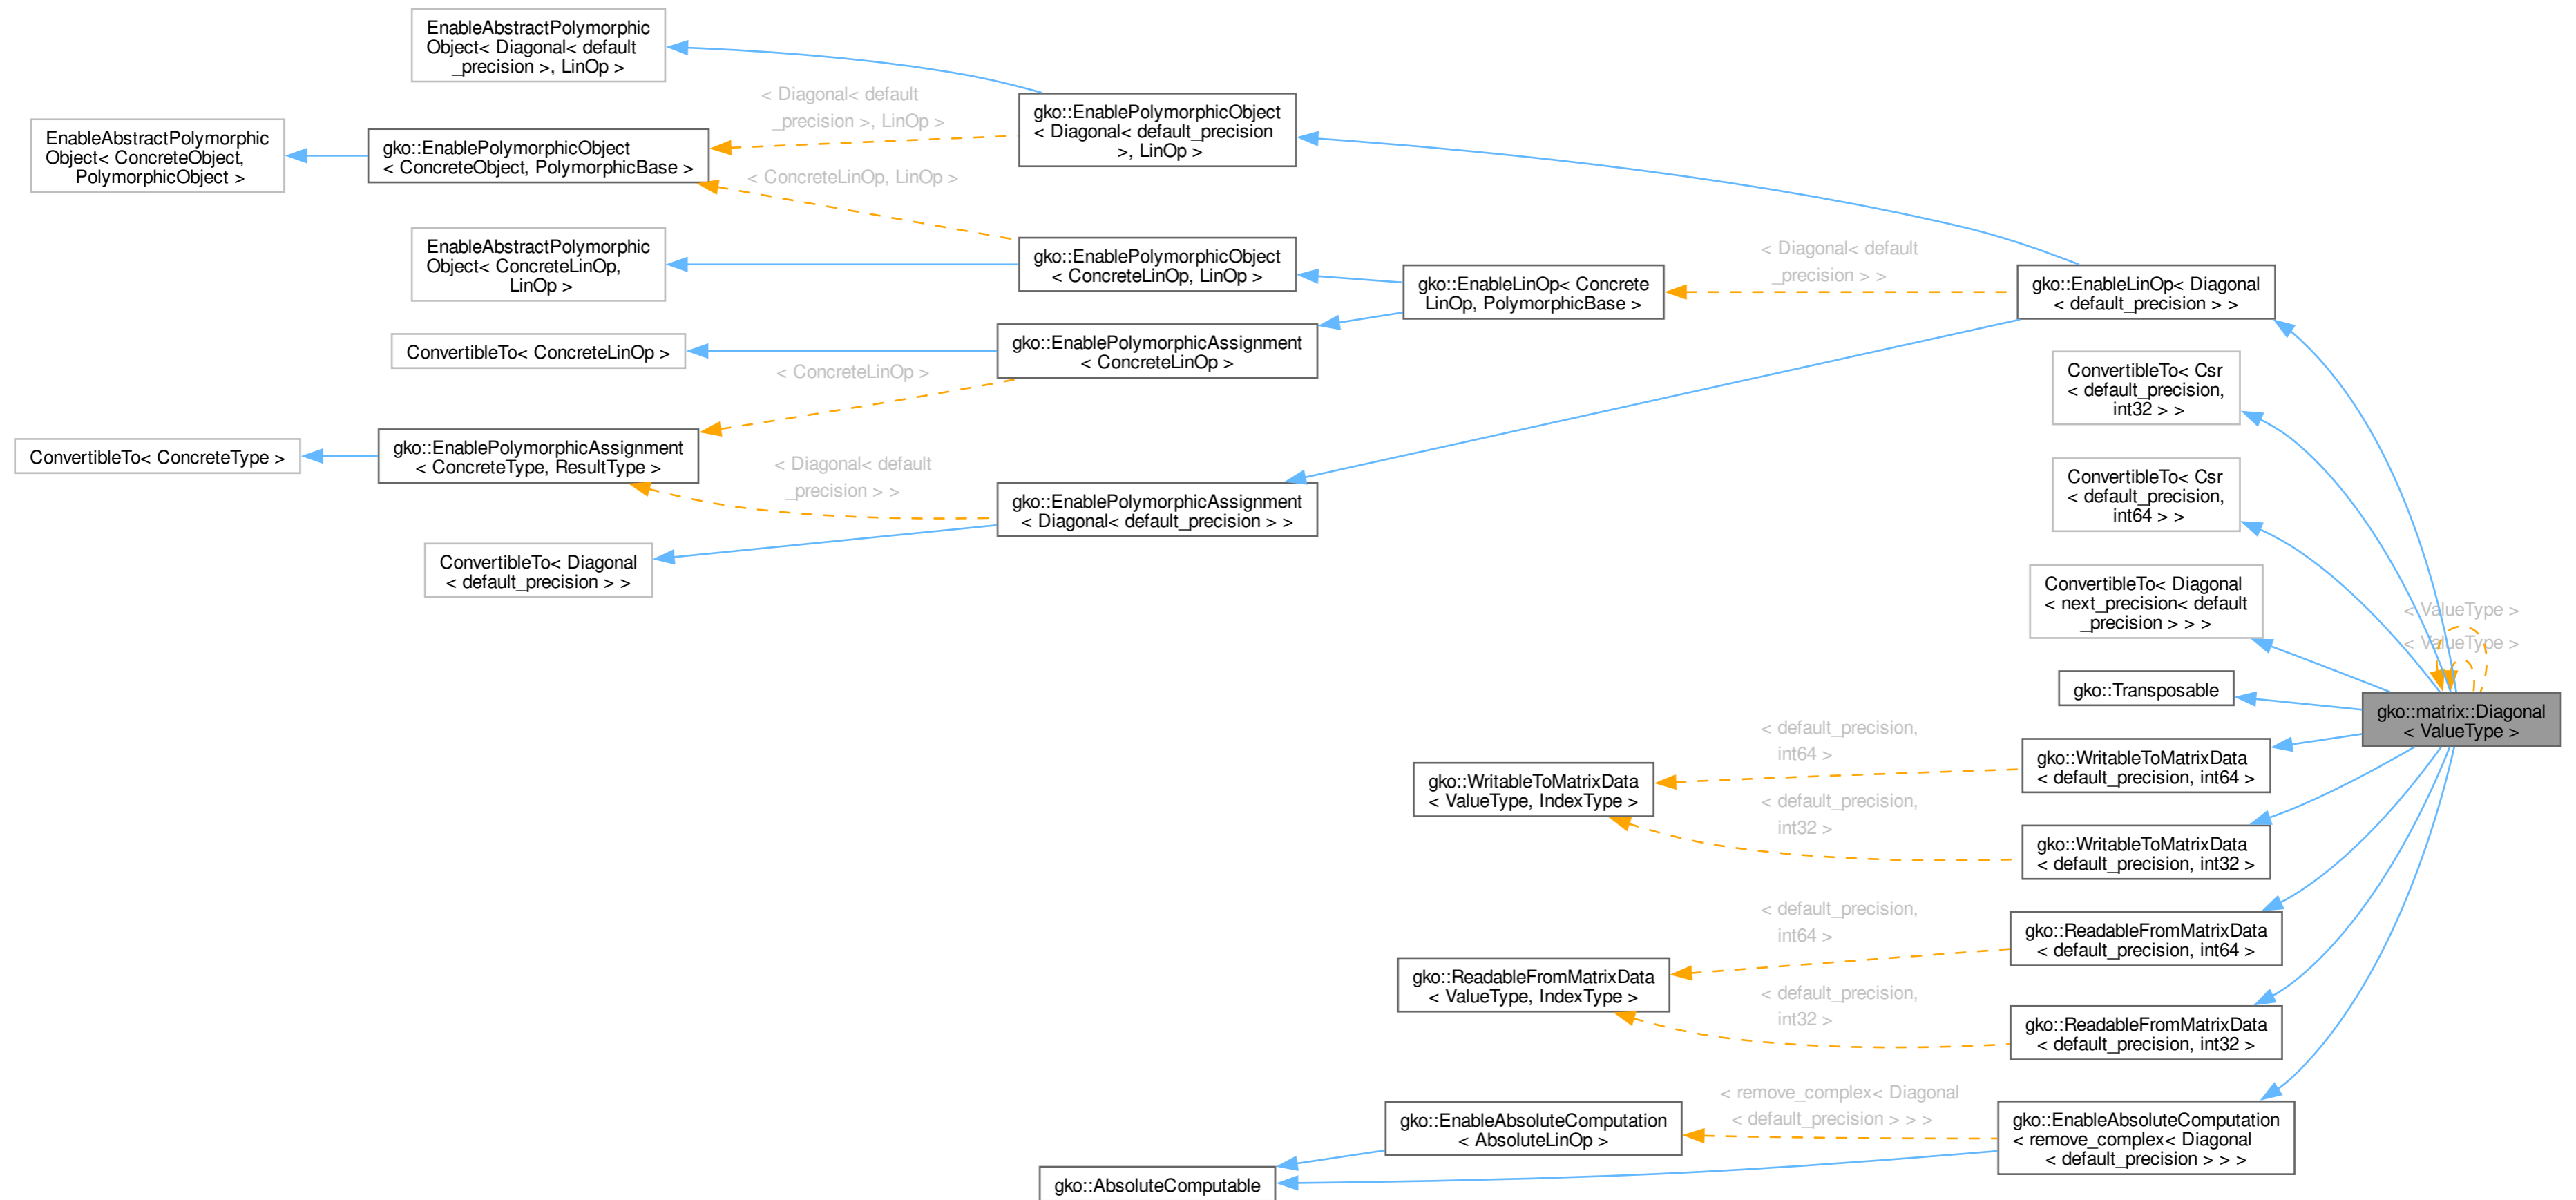 EnableAbstractPolymorphic
Object< Diagonal< default
_precision >, LinOp >
EnableAbstractPolymorphic
Object< ConcreteObject,
PolymorphicObject >
gko::EnablePolymorphicObject
< ConcreteObject, PolymorphicBase >
< Diagonal< default
_precision >, LinOp >
< ConcreteLinOp, LinOp >
gko::EnablePolymorphicObject
< Diagonal< default_precision
>, LinOp >
EnableAbstractPolymorphic
Object< ConcreteLinOp,
LinOp >
gko::EnablePolymorphicObject
< ConcreteLinOp, LinOp >
gko::EnableLinOp< Concrete
LinOp, PolymorphicBase >
< Diagonal< default
_precision > >
gko::EnableLinOp< Diagonal
< default_precision > >
ConvertibleTo< ConcreteLinOp >
gko::EnablePolymorphicAssignment
< ConcreteLinOp >
< ConcreteLinOp >
ConvertibleTo< ConcreteType >
gko::EnablePolymorphicAssignment
< ConcreteType, ResultType >
< Diagonal< default
_precision > >
gko::EnablePolymorphicAssignment
< Diagonal< default_precision > >
ConvertibleTo< Diagonal
< default_precision > >
ConvertibleTo< Csr
< default_precision,
int32 > >
ConvertibleTo< Csr
< default_precision,
int64 > >
ConvertibleTo< Diagonal
< next_precision< default
_precision > > >
< ValueType >
< ValueType >
gko::Transposable
gko::matrix::Diagonal
< ValueType >
gko::WritableToMatrixData
< ValueType, IndexType >
< default_precision,
int64 >
< default_precision,
int32 >
gko::WritableToMatrixData
< default_precision, int64 >
gko::WritableToMatrixData
< default_precision, int32 >
gko::ReadableFromMatrixData
< ValueType, IndexType >
< default_precision,
int64 >
< default_precision,
int32 >
gko::ReadableFromMatrixData
< default_precision, int64 >
gko::ReadableFromMatrixData
< default_precision, int32 >
gko::EnableAbsoluteComputation
< AbsoluteLinOp >
< remove_complex< Diagonal
< default_precision > > >
gko::EnableAbsoluteComputation
< remove_complex< Diagonal
< default_precision > > >
gko::AbsoluteComputable